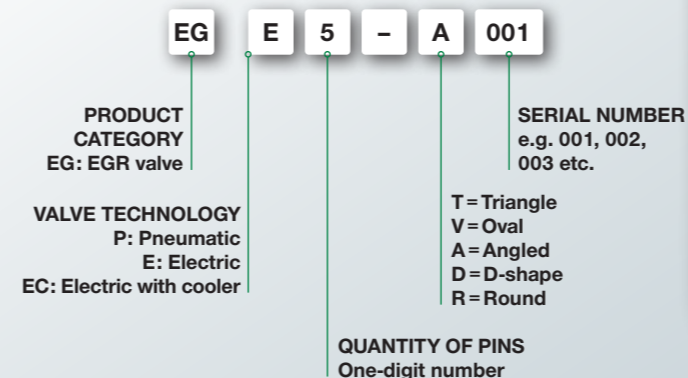 EG E 5 – A 001
PRODUCT
CATEGORY
EG: EGR valve
SERIAL NUMBER
e.g. 001, 002,
003 etc.
VALVE TECHNOLOGY
P: Pneumatic
E: Electric
EC: Electric with cooler
T = Triangle
V = Oval
A = Angled
D = D-shape
R = Round
QUANTITY OF PINS
One-digit number